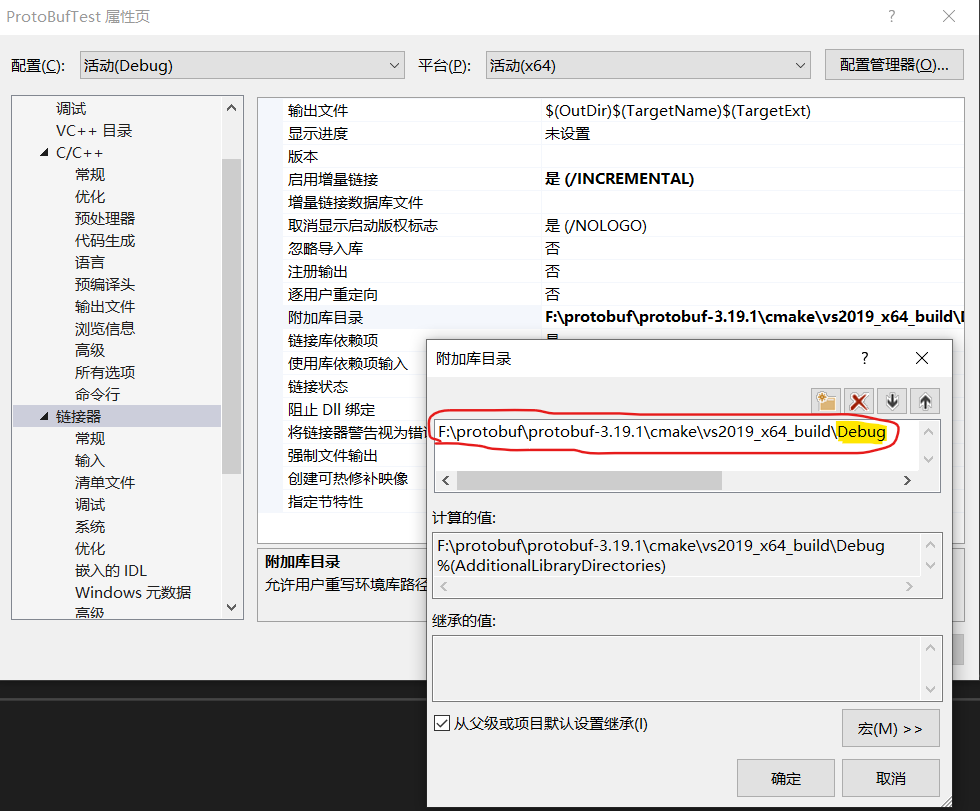 ProtoBufTest 属性页
?
配置(C):
活动(Debug)
平台(P):
活动(x64)
配置管理器(O)...
调试
VC++ 目录
C/C++
常规
优化
预处理器
代码生成
语言
预编译头
输出文件
浏览信息
高级
所有选项
命令行
链接器
常规
输入
清单文件
调试
系统
优化
嵌入的 IDL
Windows 元数据
高级
输出文件 $(OutDir)$(TargetName)$(TargetExt)
显示进度 未设置
版本
启用增量链接 是 (/INCREMENTAL)
增量链接数据库文件
取消显示启动版权标志 是 (/NOLOGO)
忽略导入库 否
注册输出 否
逐用户重定向 否
附加库目录 F:\protobuf\protobuf-3.19.1\cmake\vs2019_x64_build\
链接库依赖项 是
使用库依赖项输入
链接状态
阻止 Dll 绑定
将链接器警告视为错
强制文件输出
创建可热修补映像
指定节特性
附加库目录
允许用户重写环境库路径
附加库目录
?
F:\protobuf\protobuf-3.19.1\cmake\vs2019_x64_build\Debug
计算的值:
F:\protobuf\protobuf-3.19.1\cmake\vs2019_x64_build\Debug
%(AdditionalLibraryDirectories)
继承的值:
从父级或项目默认设置继承(I)
宏(M) >>
确定
取消